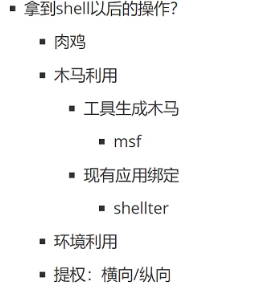 拿到shell以后的操作?
肉鸡
木马利用
工具生成木马
msf
现有应用绑定
shellter
环境利用
提权：横向/纵向